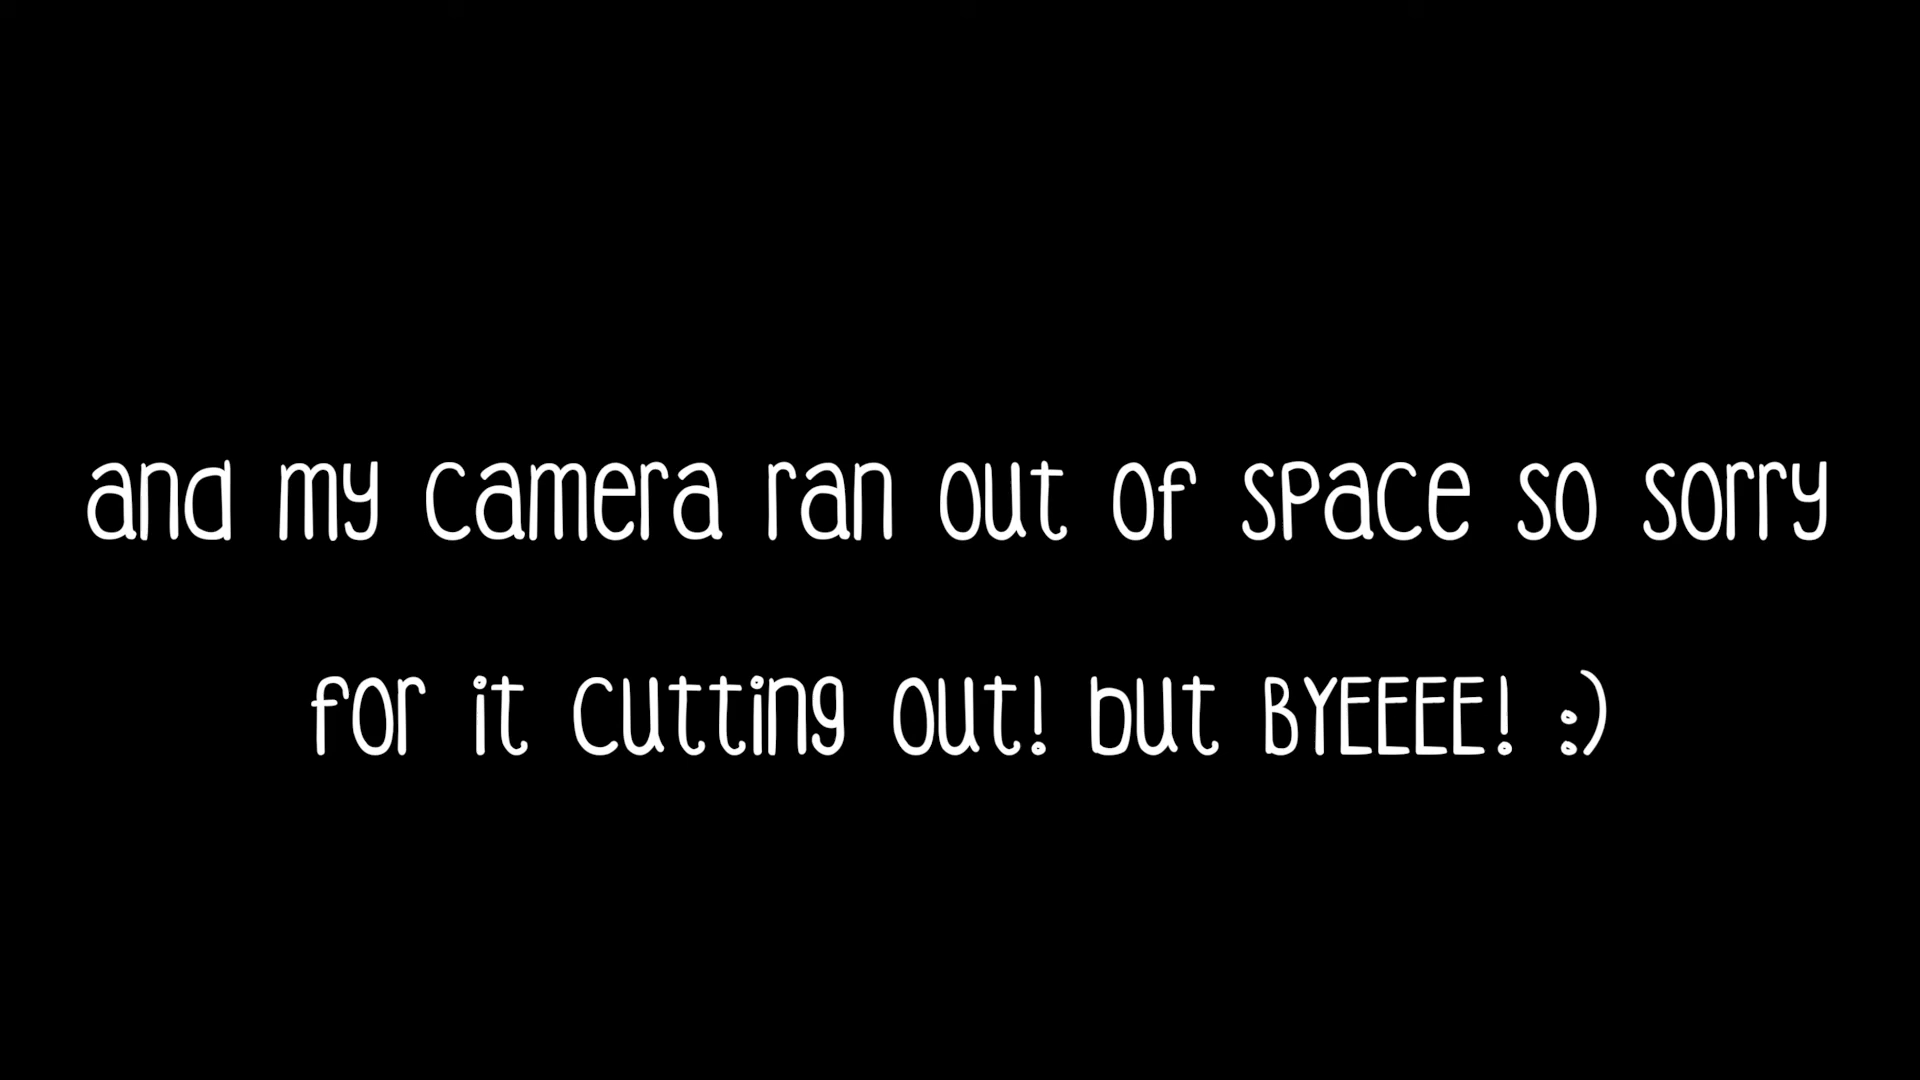 and my camera ran out of space so sorry
for it cutting out! but BYEEEE! :)